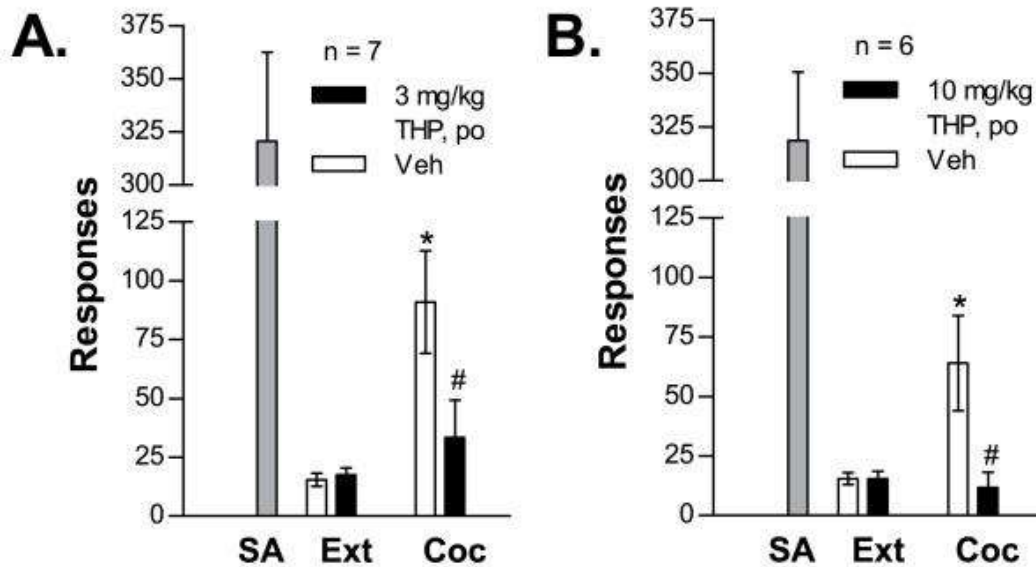 A.
n = 7
3 mg/kg
THP, po
Veh
Responses
375
350
325
300
125
100
75
50
25
0
*
#
SA Ext Coc
B.
n = 6
10 mg/kg
THP, po
Veh
Responses
375
350
325
300
125
100
75
50
25
0
*
#
SA Ext Coc